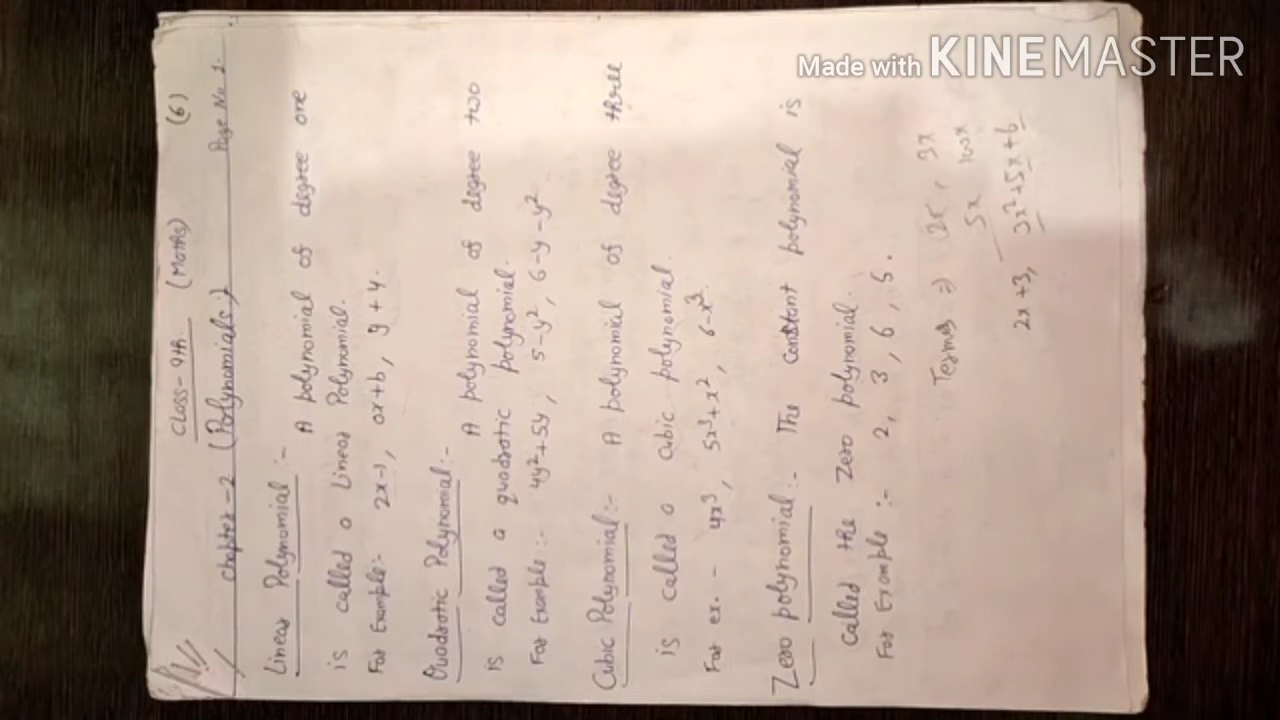 Made with KINEMASTER
Class-9th. (Maths) (6)
chapter-2 (Polynomials) Page No 1.
Linear Polynomial:-
A polynomial of degree one
is called a Linear Polynomial.
For Example:- 2x-1, ax+b, y+4.
Quadratic Polynomial:-
A polynomial of degree two
is called a quadratic polynomial.
For Example:- 4y²+5y, 5-y², 6-y-y²
Cubic Polynomial:- A polynomial of degree three
is called a cubic polynomial.
For ex. - 4x³, 5x³+x², 6-x³.
Zero polynomial:- The constant polynomial is
called the Zero polynomial.
For Example :- 2, 3, 6, 5.
Terms ⇒ 2x, 3x
5x 100x
2x+3, 3x²+5x+6